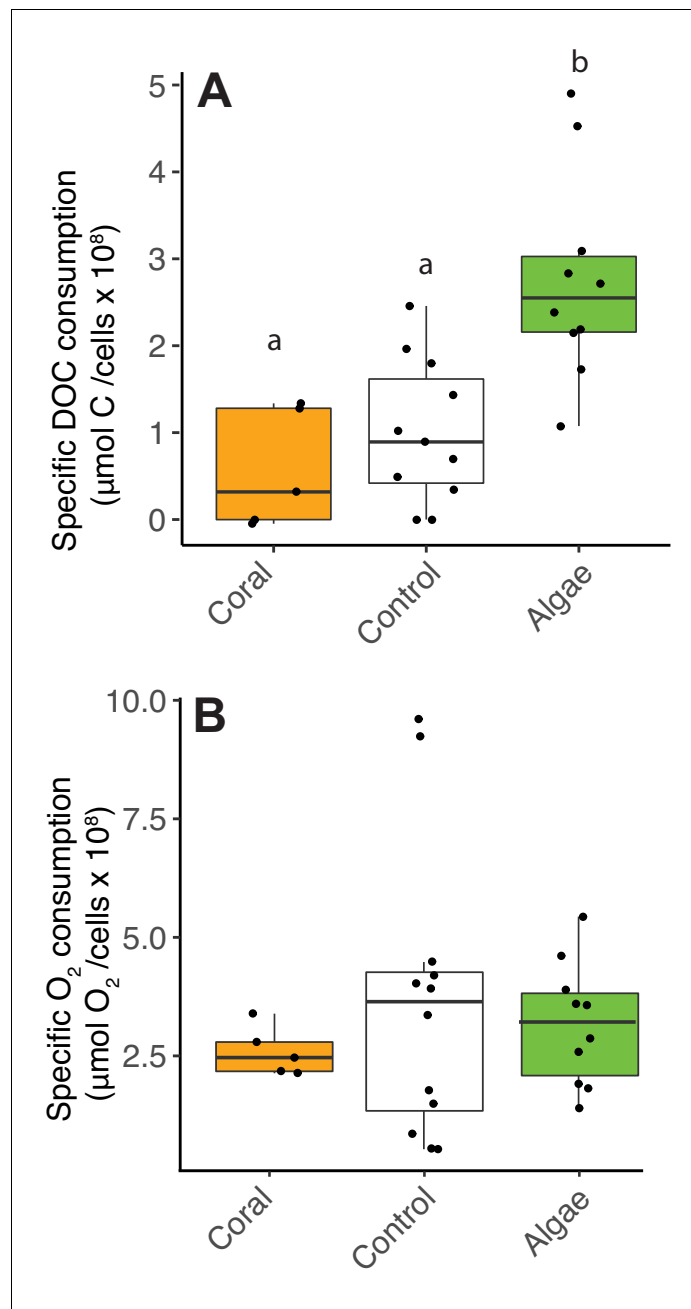 A
b
a
a
5
4
3
2
1
0
Specific DOC consumption
(µmol C /cells x 10⁸)
Coral
Control
Algae
B
10.0
7.5
5.0
2.5
Specific O₂ consumption
(µmol O₂ /cells x 10⁸)
Coral
Control
Algae